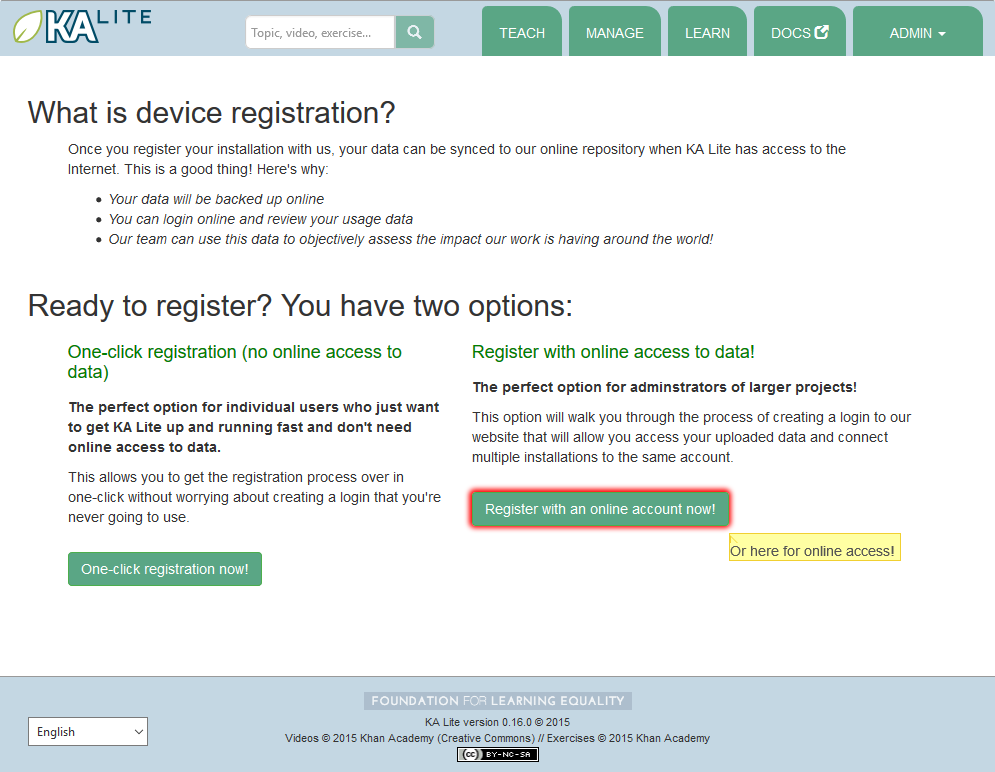 KA LITE
Topic, video, exercise...
TEACH
MANAGE
LEARN
DOCS
ADMIN
What is device registration?
Once you register your installation with us, your data can be synced to our online repository when KA Lite has access to the
Internet. This is a good thing! Here's why:
• Your data will be backed up online
• You can login online and review your usage data
• Our team can use this data to objectively assess the impact our work is having around the world!
Ready to register? You have two options:
One-click registration (no online access to
data)
The perfect option for individual users who just want
to get KA Lite up and running fast and don't need
online access to data.
This allows you to get the registration process over in
one-click without worrying about creating a login that you're
never going to use.
One-click registration now!
Register with online access to data!
The perfect option for adminstrators of larger projects!
This option will walk you through the process of creating a login to our
website that will allow you access your uploaded data and connect
multiple installations to the same account.
Register with an online account now!
Or here for online access!
English
FOUNDATION FOR LEARNING EQUALITY
KA Lite version 0.16.0 © 2015
Videos © 2015 Khan Academy (Creative Commons) // Exercises © 2015 Khan Academy
cc BY-NC-SA